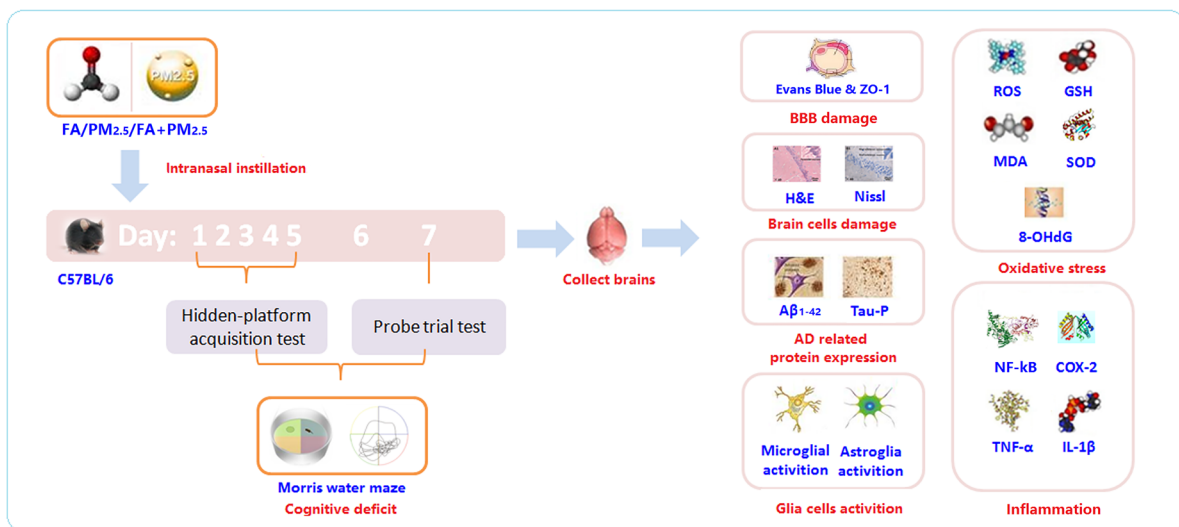 PM2.5
FA/PM2.5/FA+PM2.5
Intranasal instillation
Day: 1 2 3 4 5 6 7
C57BL/6
Hidden-platform
acquisition test
Probe trial test
Morris water maze
Cognitive deficit
Collect brains
Evans Blue & ZO-1
BBB damage
H&E
Nissl
Brain cells damage
Aβ1-42
Tau-P
AD related
protein expression
Microglial
activition
Astroglia
activition
Glia cells activation
ROS
GSH
MDA
SOD
8-OHdG
Oxidative stress
NF-kB
COX-2
TNF-α
IL-1β
Inflammation